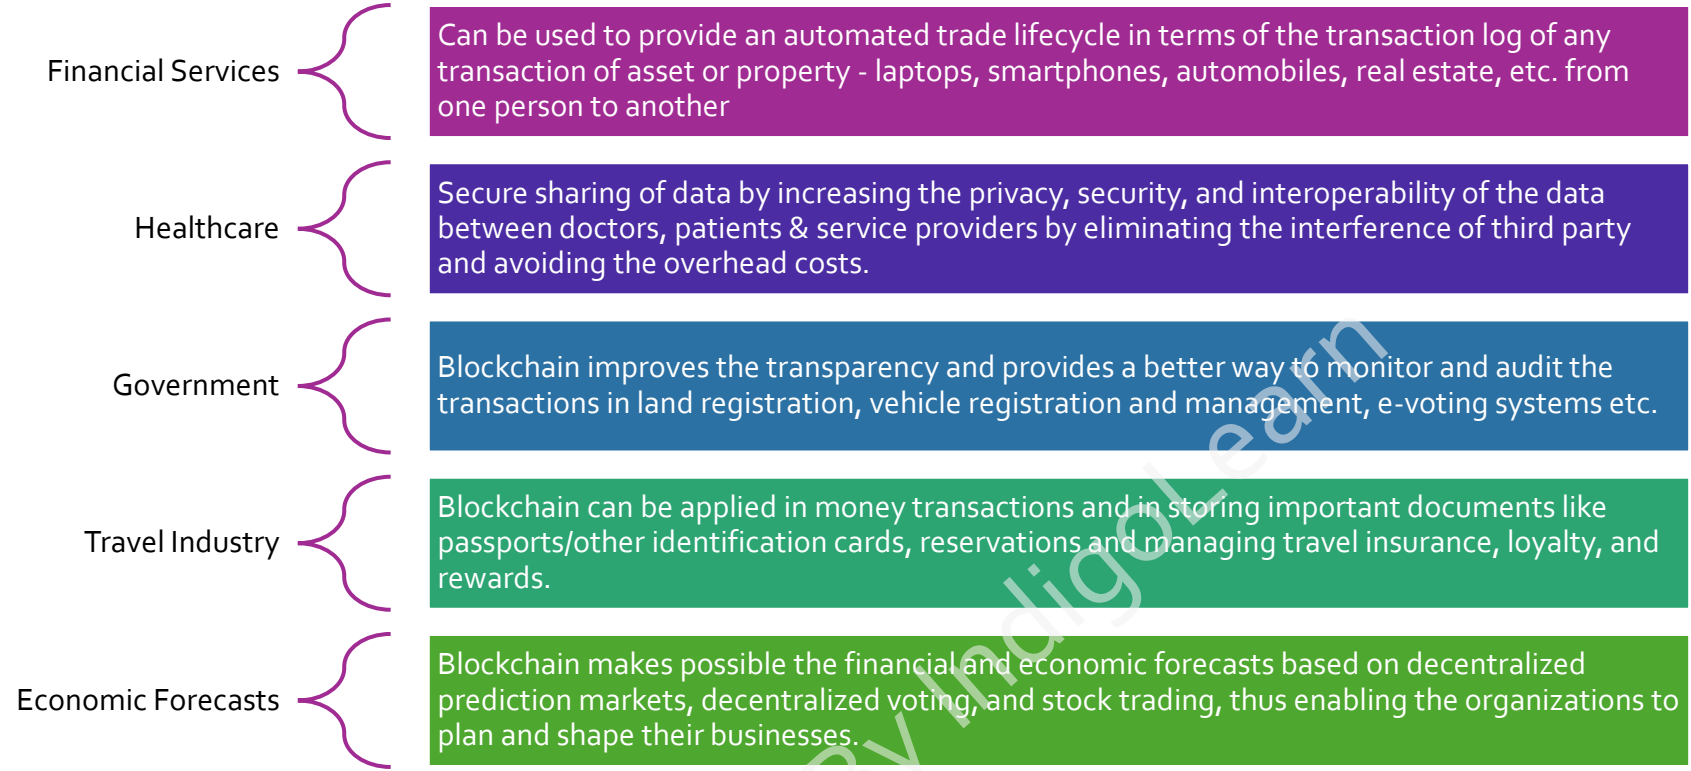 Financial Services
Can be used to provide an automated trade lifecycle in terms of the transaction log of any
transaction of asset or property - laptops, smartphones, automobiles, real estate, etc. from
one person to another
Healthcare
Secure sharing of data by increasing the privacy, security, and interoperability of the data
between doctors, patients & service providers by eliminating the interference of third party
and avoiding the overhead costs.
Government
Blockchain improves the transparency and provides a better way to monitor and audit the
transactions in land registration, vehicle registration and management, e-voting systems etc.
Travel Industry
Blockchain can be applied in money transactions and in storing important documents like
passports/other identification cards, reservations and managing travel insurance, loyalty, and
rewards.
Economic Forecasts
Blockchain makes possible the financial and economic forecasts based on decentralized
prediction markets, decentralized voting, and stock trading, thus enabling the organizations to
plan and shape their businesses.
By IndigoLearn